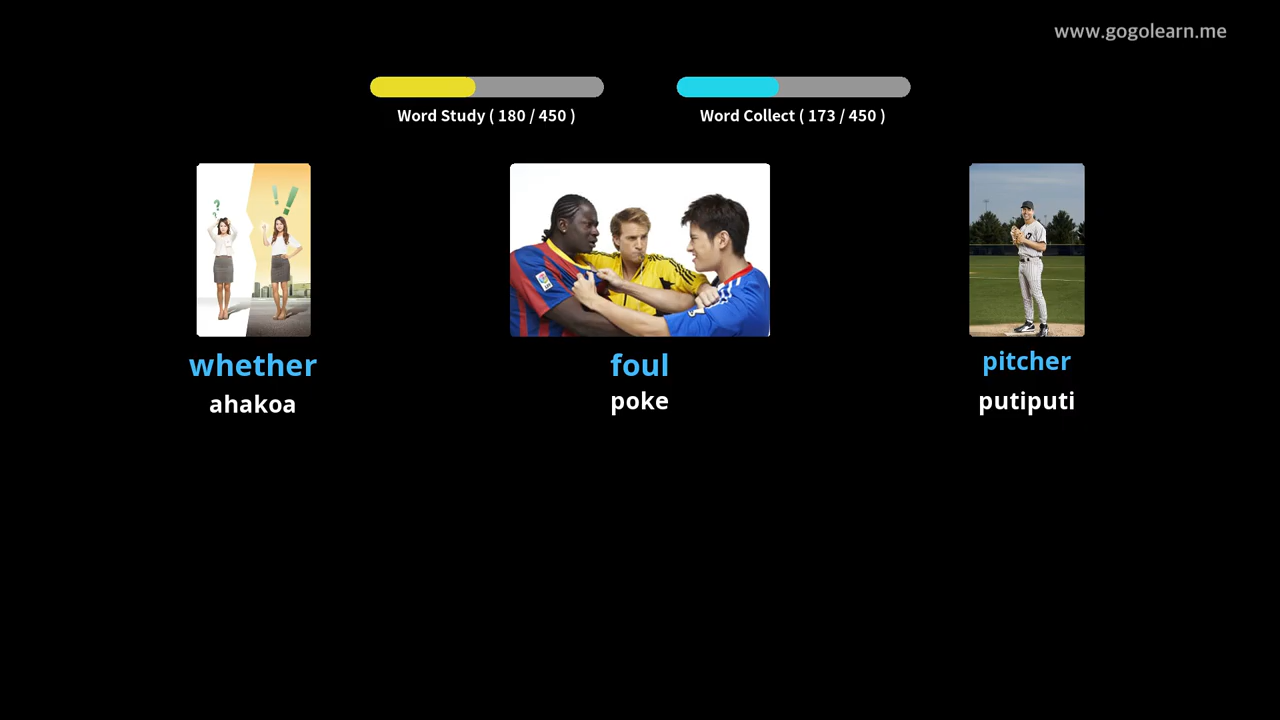 www.gogolearn.me
Word Study ( 180 / 450 )
Word Collect ( 173 / 450 )
whether
ahakoa
foul
poke
pitcher
putiputi